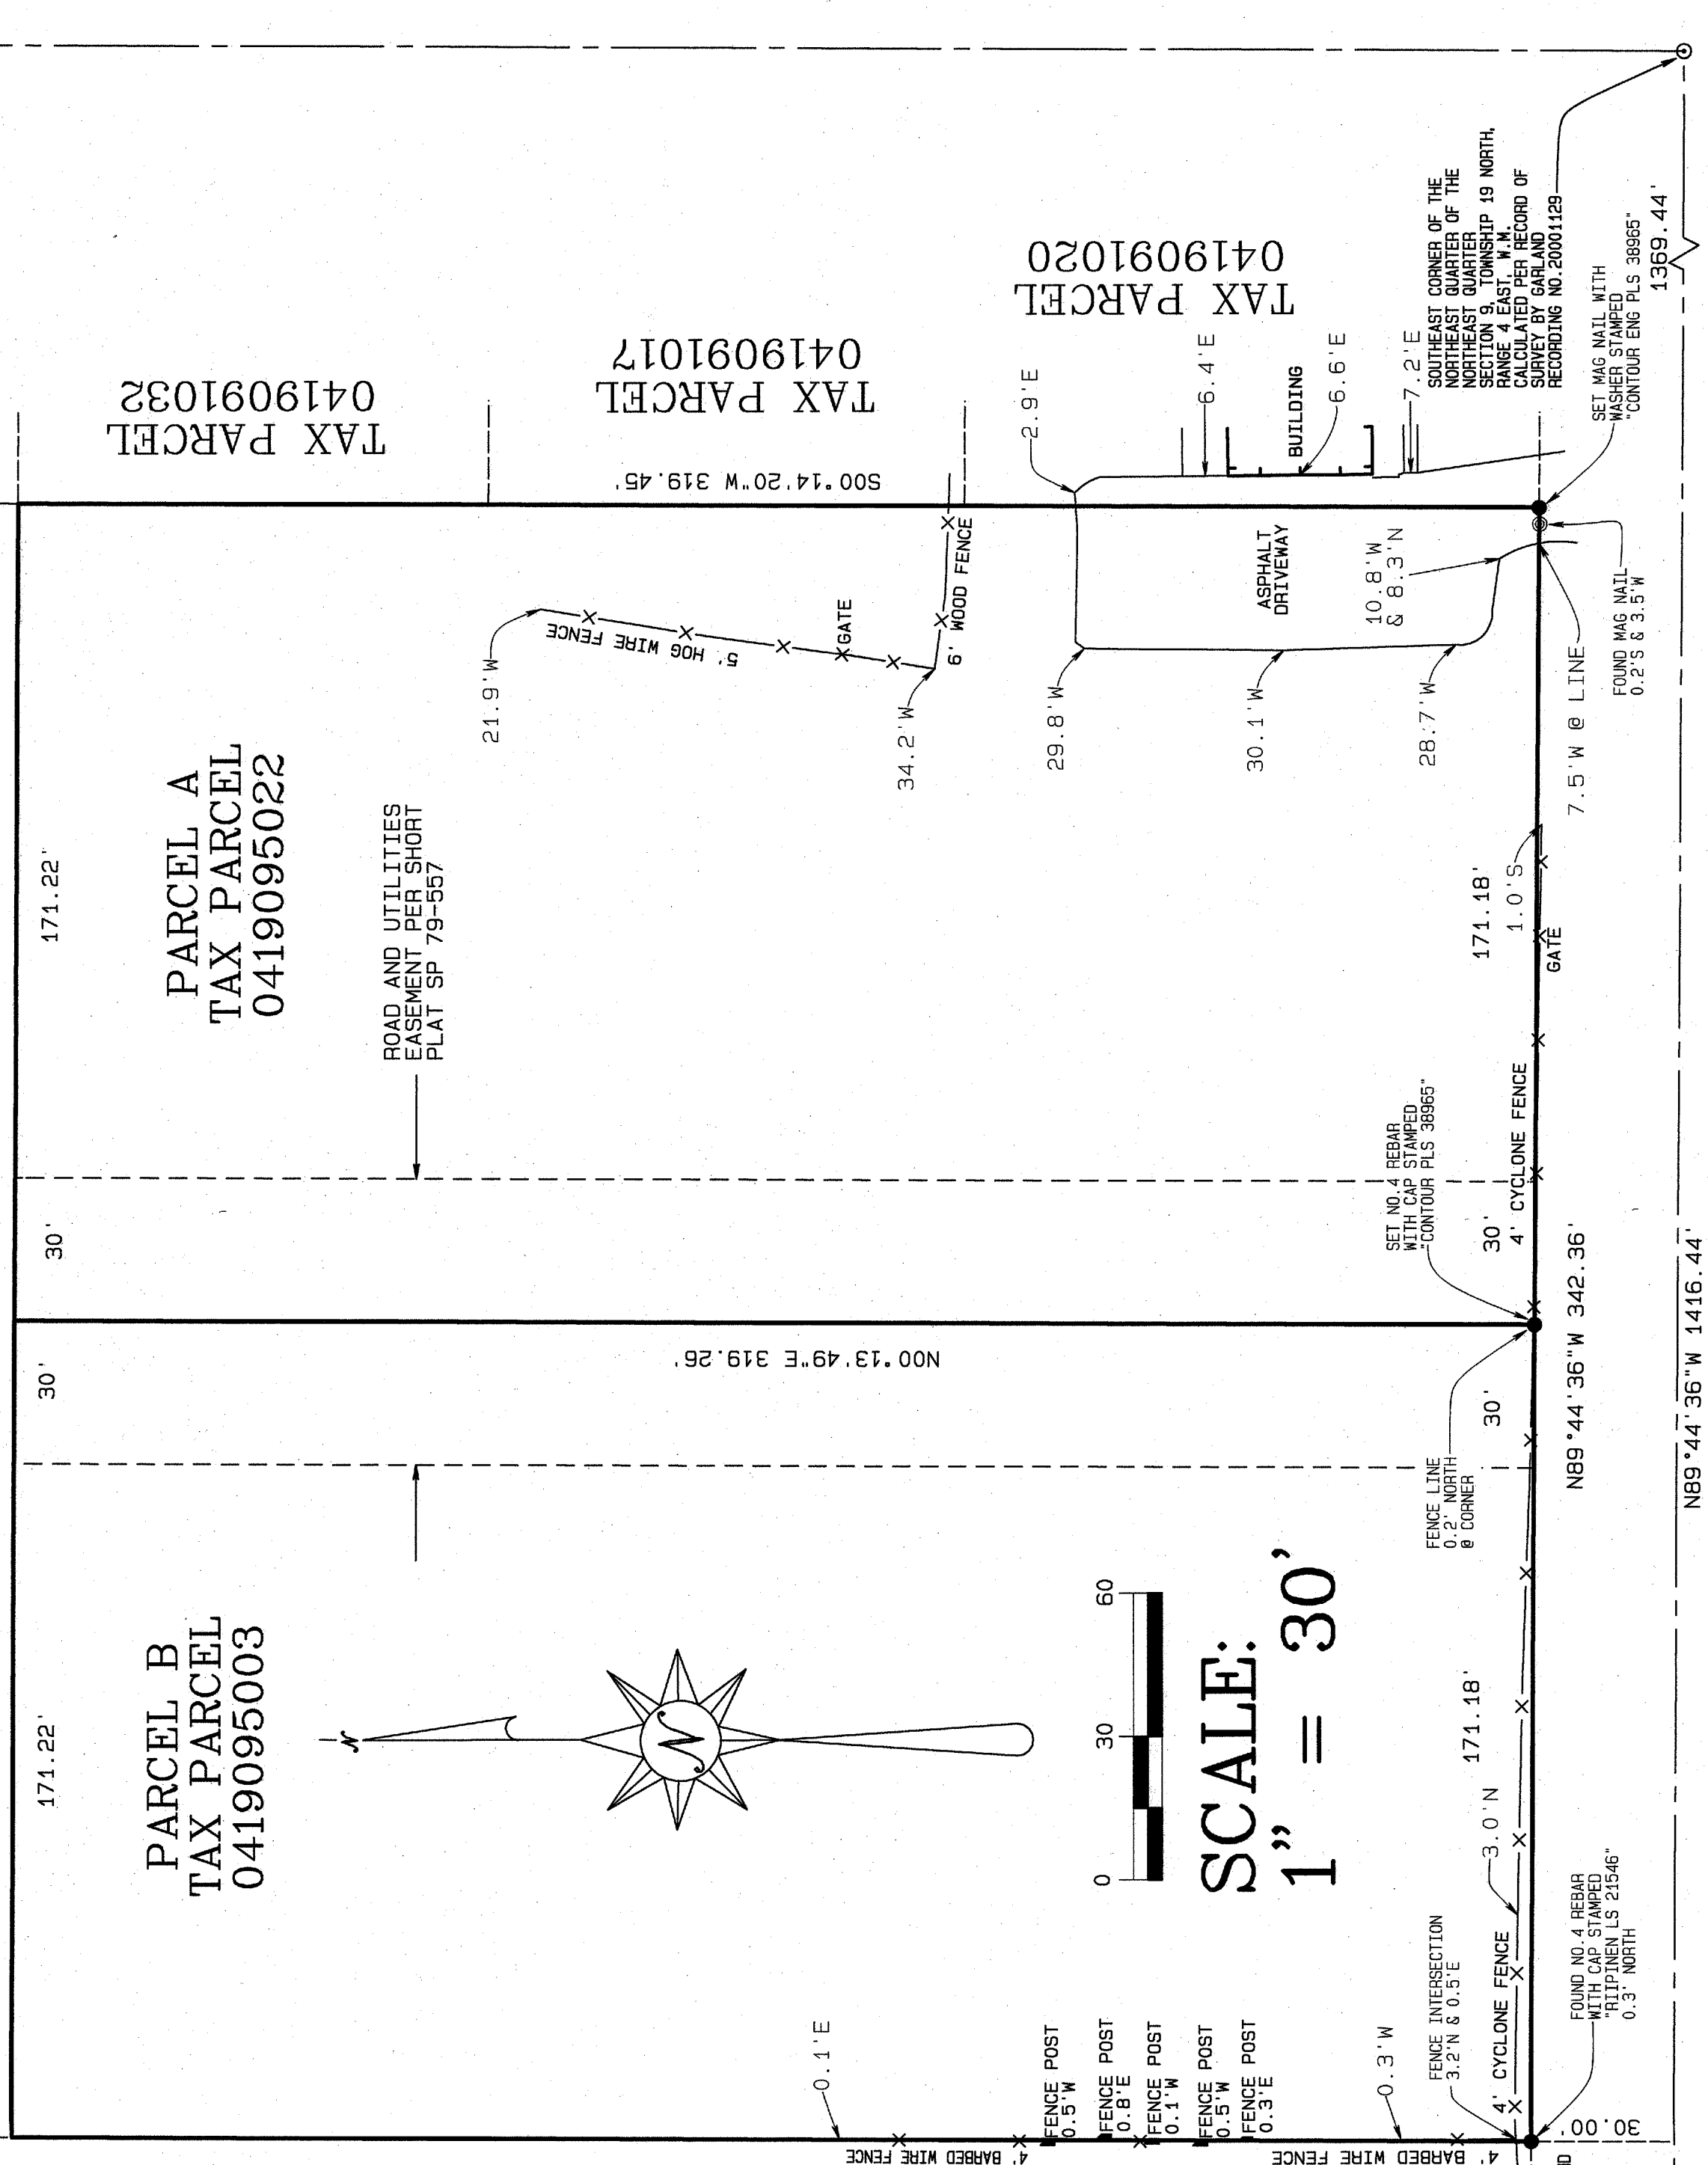 TAX PARCEL
0419091032
TAX PARCEL
0419091017
TAX PARCEL
0419091020
S00°14'20"W 319.45'
171.22'
PARCEL A
TAX PARCEL
0419095022
ROAD AND UTILITIES
EASEMENT PER SHORT
PLAT SP 79-557
21.9'W
5' HOG WIRE FENCE
GATE
34.2'W
6' WOOD FENCE
2.9'E
6.4'E
BUILDING
6.6'E
7.2'E
ASPHALT
DRIVEWAY
10.8'W
& 8.3'N
29.8'W
30.1'W
28.7'W
7.5'W @ LINE
SOUTHEAST CORNER OF THE
NORTHEAST QUARTER OF THE
NORTHEAST QUARTER
SECTION 9, TOWNSHIP 19 NORTH,
RANGE 4 EAST, W.M.
CALCULATED PER RECORD OF
SURVEY BY GARLAND
RECORDING NO.20001129
SET MAG NAIL WITH
WASHER STAMPED
"CONTOUR ENG PLS 38965"
1369.44'
FOUND MAG NAIL
0.2'S & 3.5'W
171.18'
1.0'S
GATE
4' CYCLONE FENCE
SET NO.4 REBAR
WITH CAP STAMPED
"CONTOUR PLS 38965"
30'
30'
N89°44'36"W 342.36'
N89°44'36"W 1416.44'
N00°13'49"E 319.26'
30'
30'
FENCE LINE
0.2' NORTH
@ CORNER
171.22'
PARCEL B
TAX PARCEL
0419095003
N
N
0 30 60
SCALE:
1" = 30'
171.18'
3.0'N
4' CYCLONE FENCE
FENCE INTERSECTION
3.2'N & 0.5'E
FOUND NO.4 REBAR
WITH CAP STAMPED
"RIIPINEN LS 21546"
0.3' NORTH
0.1'E
4' BARBED WIRE FENCE
FENCE POST
0.5'W
FENCE POST
0.8'E
FENCE POST
0.1'W
FENCE POST
0.5'W
FENCE POST
0.3'E
0.3'W
4' BARBED WIRE FENCE
30.00'